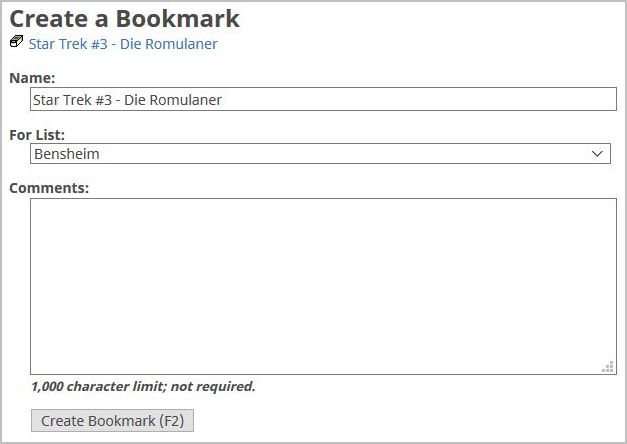 Create a Bookmark
Star Trek #3 - Die Romulaner
Name:
Star Trek #3 - Die Romulaner
For List:
Bensheim
Comments:
1,000 character limit; not required.
Create Bookmark (F2)